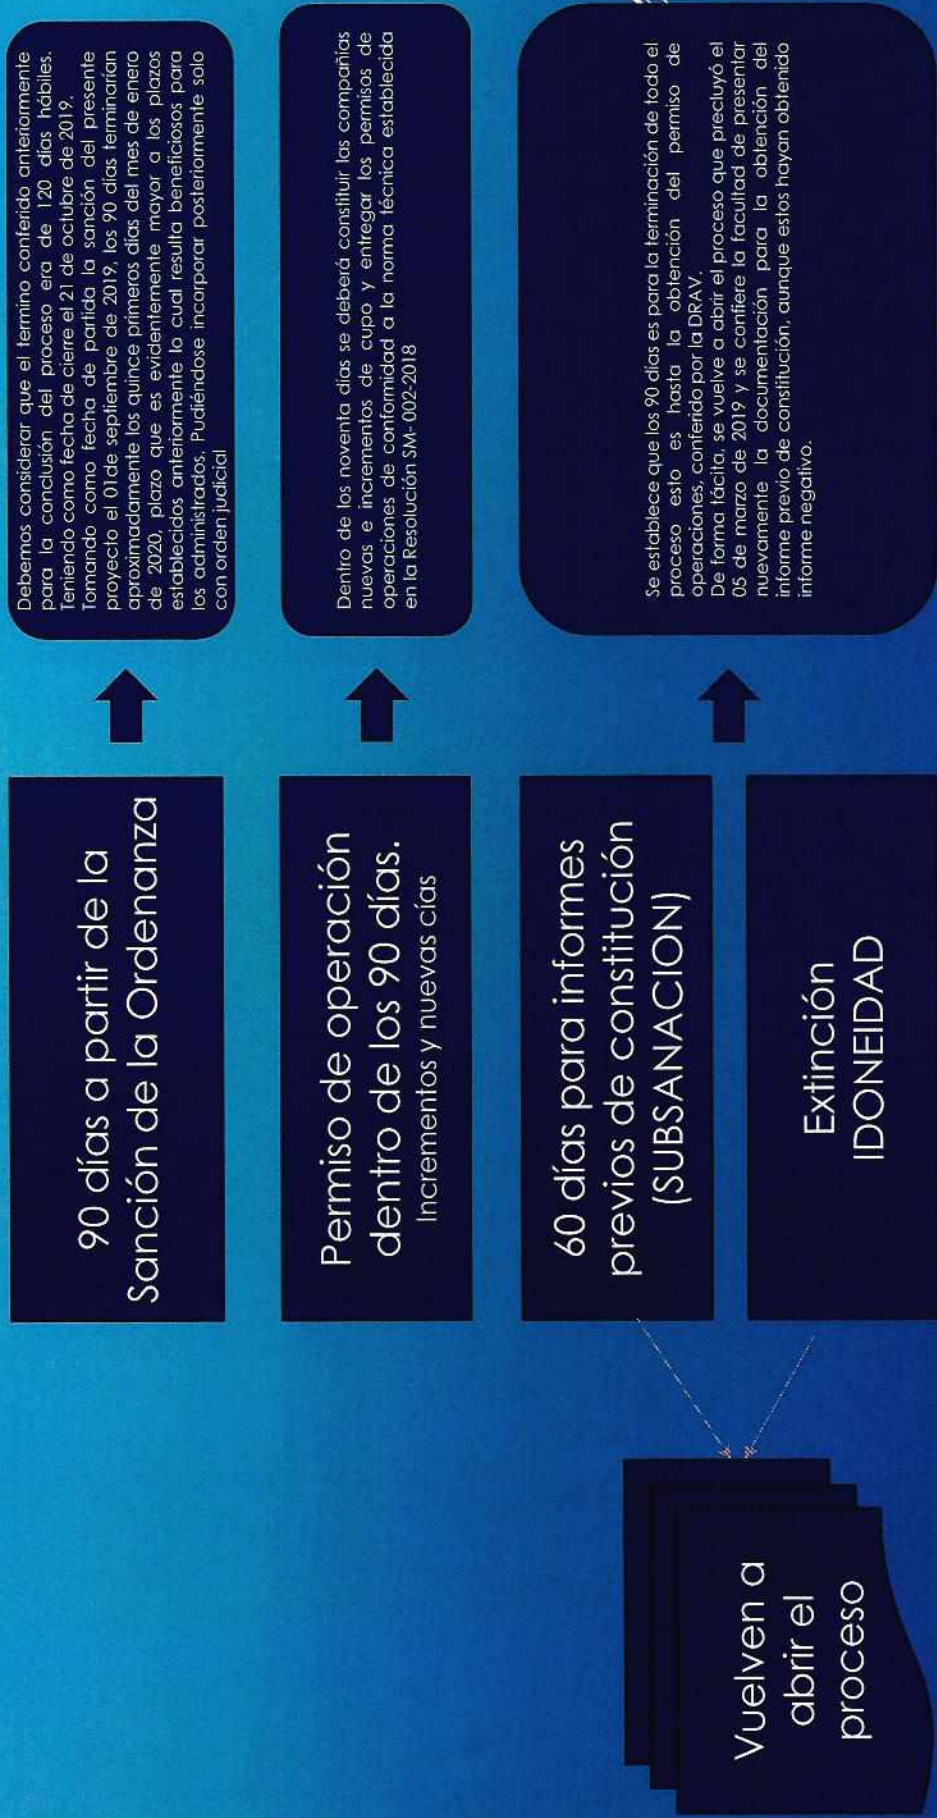 90 días a partir de la
Sanción de la Ordenanza
Debemos considerar que el termino conferido anteriormente
para la conclusión del proceso era de 120 días hábiles.
Teniendo como fecha de cierre el 21 de octubre de 2019.
Tomando como fecha de partida la sanción del presente
proyecto el 01de septiembre de 2019, los 90 días terminarían
aproximadamente los quince primeros días del mes de enero
de 2020, plazo que es evidentemente mayor a los plazos
establecidos anteriormente lo cual resulta beneficiosos para
los administrados. Pudiéndose incorporar posteriormente solo
con orden judicial
Permiso de operación
dentro de los 90 días.
Incrementos y nuevas cías
Dentro de los noventa días se deberá constituir las compañías
nuevas e incrementos de cupo y entregar los permisos de
operaciones de conformidad a la norma técnica establecida
en la Resolución SM- 002-2018
60 días para informes
previos de constitución
(SUBSANACION)
Extinción
IDONEIDAD
Se establece que los 90 días es para la terminación de todo el
proceso esto es hasta la obtención del permiso de
operaciones, conferido por la DRAV.
De forma fácita, se vuelve a abrir el proceso que precluyó el
05 de marzo de 2019 y se confiere la facultad de presentar
nuevamente la documentación para la obtención del
informe previo de constitución, aunque estos hayan obtenido
informe negativo.
Vuelven a
abrir el
proceso